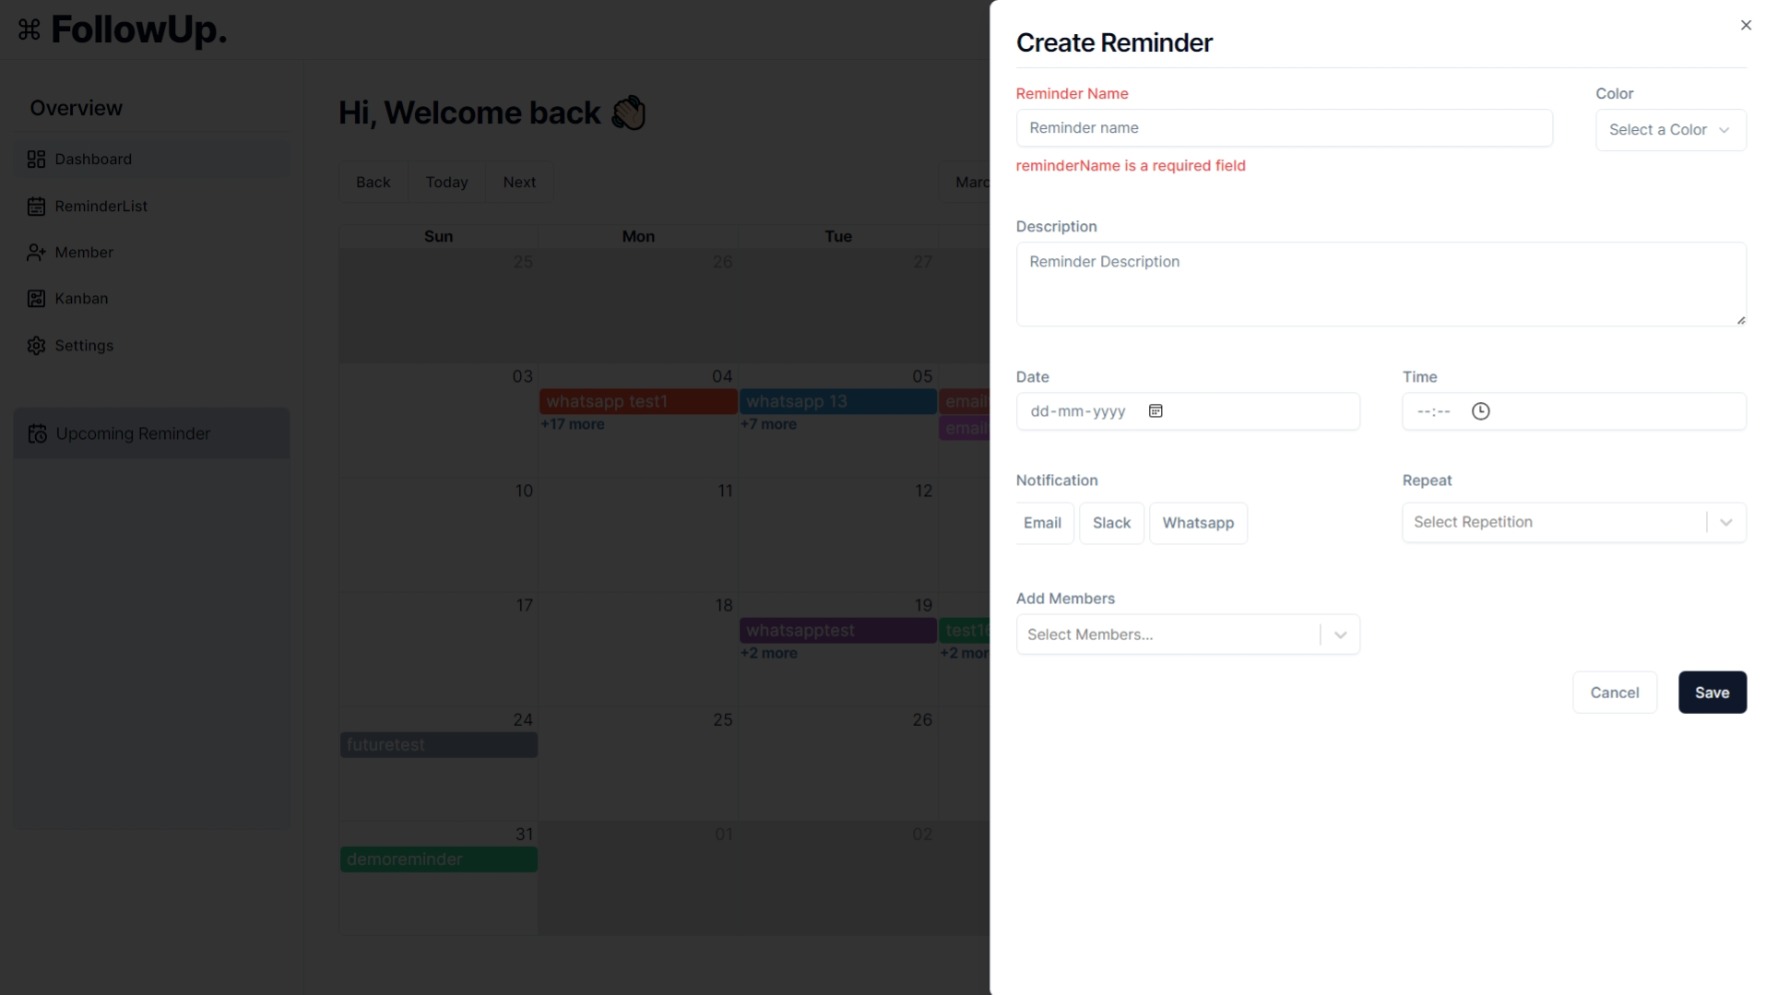 ⌘ FollowUp.
Overview
Dashboard
ReminderList
Member
Kanban
Settings
Upcoming Reminder
Hi, Welcome back 👋
Back Today Next Marc
Sun Mon Tue
25 26 27
03 04 05
whatsapp test1 whatsapp 13 email
+17 more +7 more email
10 11 12
17 18 19
whatsapptest
+2 more +2 mor
24 25 26
futuretest
31 01 02
demoreminder
Create Reminder
Reminder Name Color
Reminder name Select a Color
reminderName is a required field
Description
Reminder Description
Date Time
dd-mm-yyyy --:--
Notification Repeat
Email Slack Whatsapp Select Repetition
Add Members
Select Members...
Cancel Save